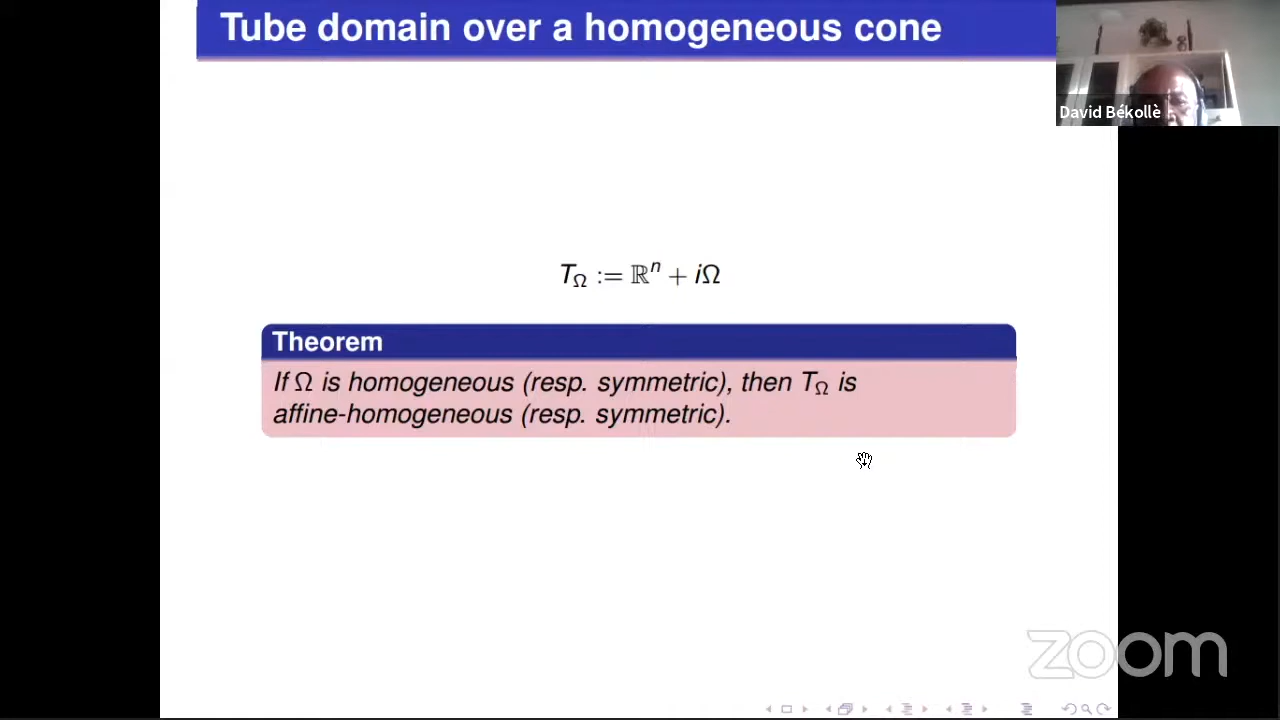 Tube domain over a homogeneous cone
David Békollè
T_Ω := ℝⁿ + iΩ
Theorem
If Ω is homogeneous (resp. symmetric), then T_Ω is
affine-homogeneous (resp. symmetric).
zoom